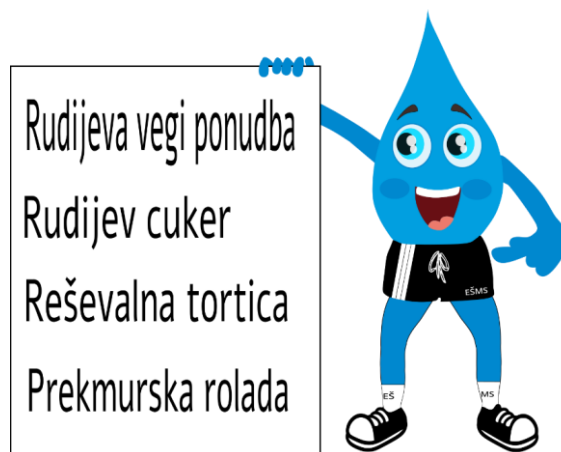 Rudijeva vegi ponudba
Rudijev cuker
Reševalna tortica
Prekmurska rolada
EŠMS
EŠ
MS